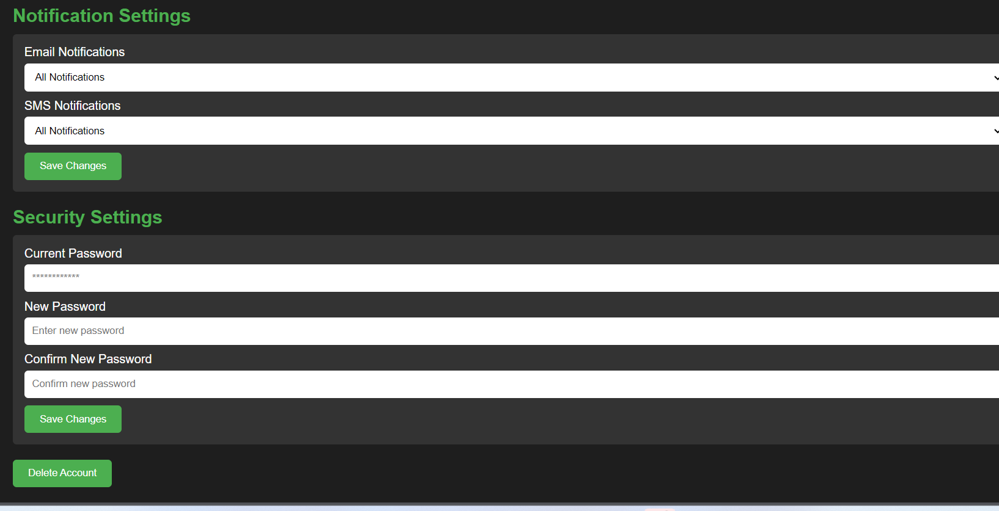 Notification Settings
Email Notifications
All Notifications
SMS Notifications
All Notifications
Save Changes
Security Settings
Current Password
************
New Password
Enter new password
Confirm New Password
Confirm new password
Save Changes
Delete Account